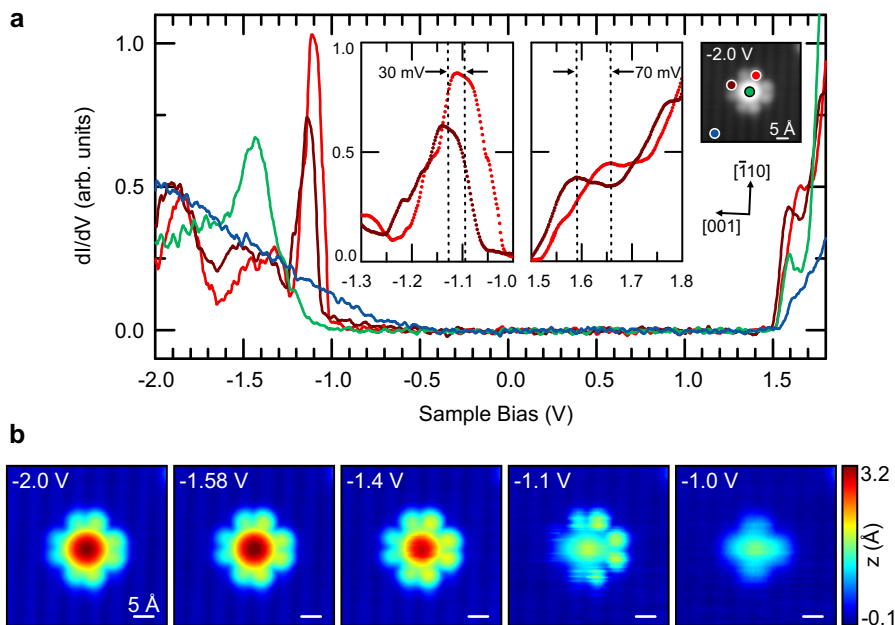 a
dI/dV (arb. units)
1.0
0.5
0.0
-2.0 -1.5 -1.0 -0.5 0.0 0.5 1.0 1.5
Sample Bias (V)
1.0
0.5
0.0
30 mV
-1.3 -1.2 -1.1 -1.0
70 mV
1.5 1.6 1.7 1.8
-2.0 V
5 Å
[1̄10]
[001]
b
-2.0 V
5 Å
-1.58 V
-1.4 V
-1.1 V
-1.0 V
3.2
z (Å)
-0.1